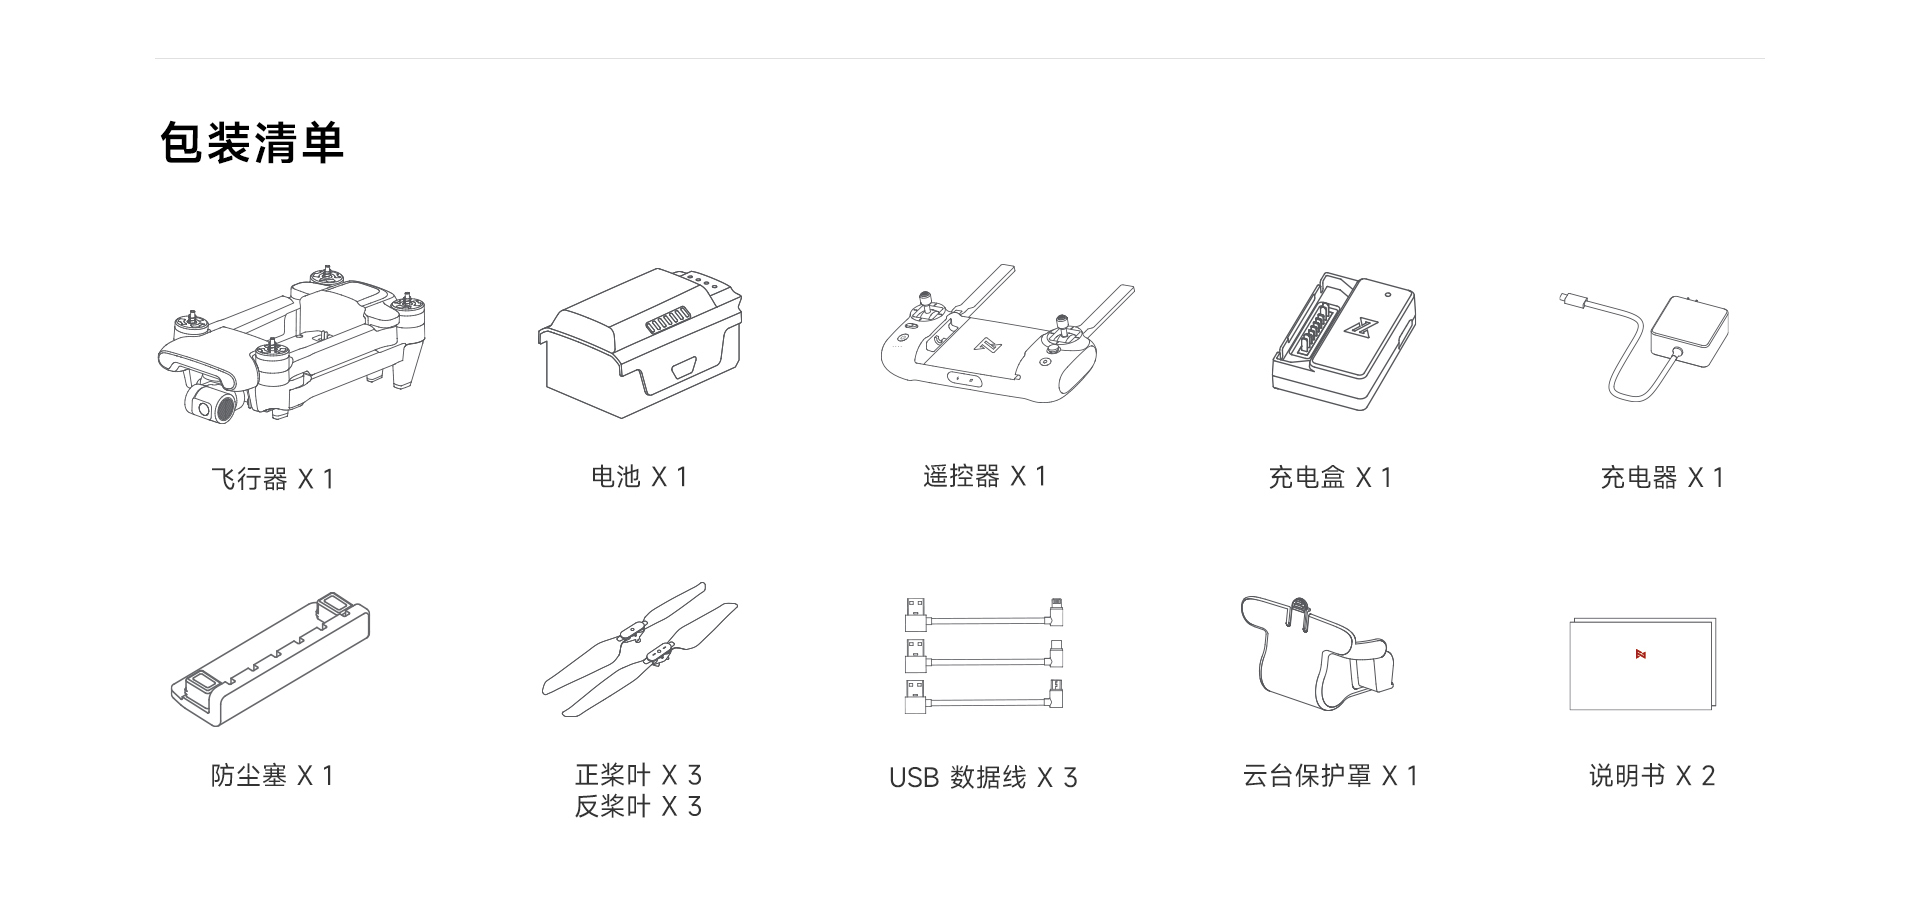 包装清单
飞行器 X 1
电池 X 1
遥控器 X 1
充电盒 X 1
充电器 X 1
防尘塞 X 1
正桨叶 X 3
反桨叶 X 3
USB 数据线 X 3
云台保护罩 X 1
说明书 X 2